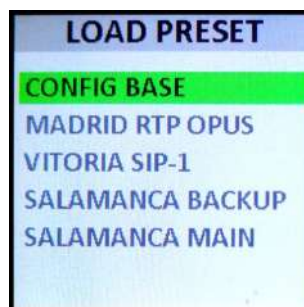 LOAD PRESET
CONFIG BASE
MADRID RTP OPUS
VITORIA SIP-1
SALAMANCA BACKUP
SALAMANCA MAIN